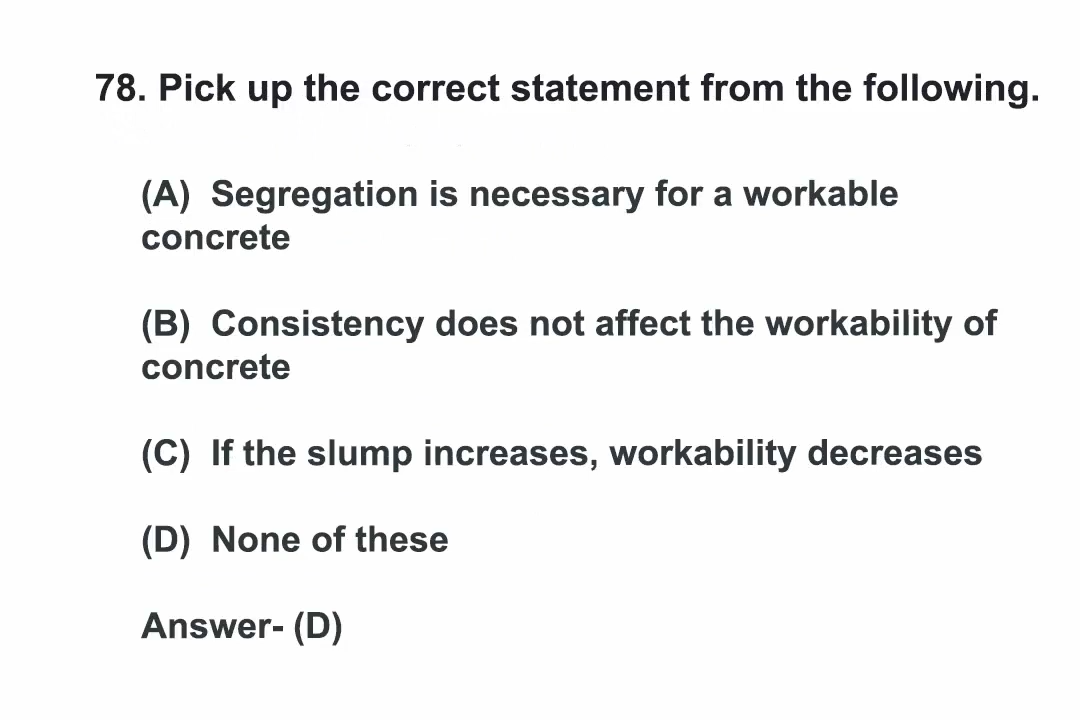 78. Pick up the correct statement from the following.
(A) Segregation is necessary for a workable
concrete
(B) Consistency does not affect the workability of
concrete
(C) If the slump increases, workability decreases
(D) None of these
Answer- (D)